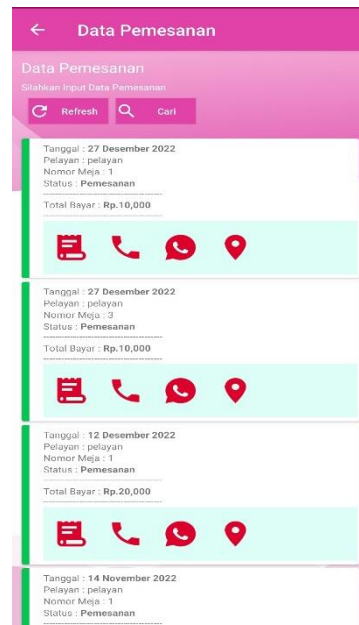 Data Pemesanan
Data Pemesanan
Silahkan Input Data Pemesanan
Refresh
Cari
Tanggal : 27 Desember 2022
Pelayan : pelayan
Nomor Meja : 1
Status : Pemesanan
Total Bayar : Rp.10,000
Tanggal : 27 Desember 2022
Pelayan : pelayan
Nomor Meja : 3
Status : Pemesanan
Total Bayar : Rp.10,000
Tanggal : 12 Desember 2022
Pelayan : pelayan
Nomor Meja : 1
Status : Pemesanan
Total Bayar : Rp.20,000
Tanggal : 14 November 2022
Pelayan : pelayan
Nomor Meja : 1
Status : Pemesanan